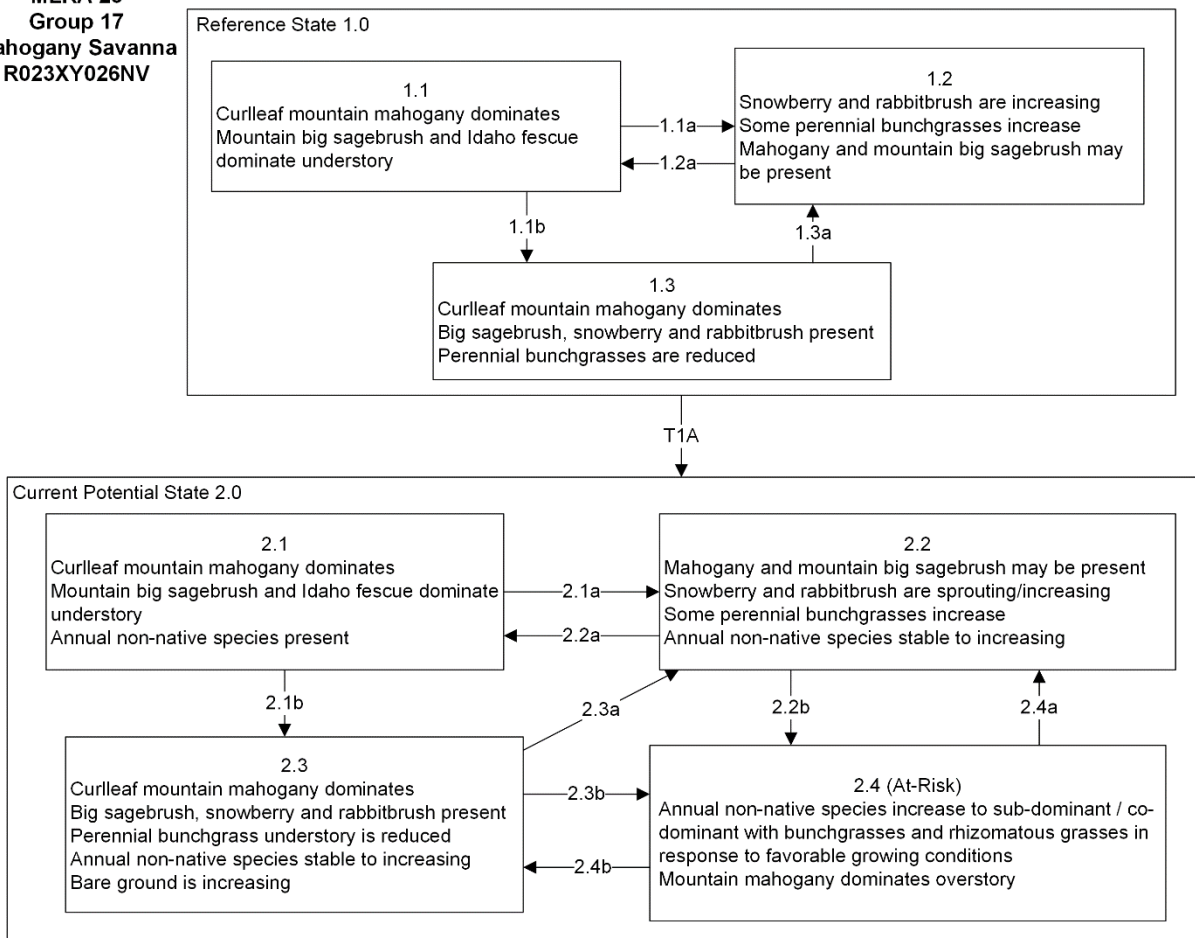 Group 17
Savanna
R023XY026NV
Reference State 1.0
1.1
Curlleaf mountain mahogany dominates
Mountain big sagebrush and Idaho fescue
dominate understory
1.1a
1.2a
1.2
Snowberry and rabbitbrush are increasing
Some perennial bunchgrasses increase
Mahogany and mountain big sagebrush may
be present
1.1b
1.3a
1.3
Curlleaf mountain mahogany dominates
Big sagebrush, snowberry and rabbitbrush present
Perennial bunchgrasses are reduced
T1A
Current Potential State 2.0
2.1
Curlleaf mountain mahogany dominates
Mountain big sagebrush and Idaho fescue dominate
understory
Annual non-native species present
2.1a
2.2a
2.2
Mahogany and mountain big sagebrush may be present
Snowberry and rabbitbrush are sprouting/increasing
Some perennial bunchgrasses increase
Annual non-native species stable to increasing
2.1b
2.3a
2.2b
2.4a
2.3
Curlleaf mountain mahogany dominates
Big sagebrush, snowberry and rabbitbrush present
Perennial bunchgrass understory is reduced
Annual non-native species stable to increasing
Bare ground is increasing
2.3b
2.4b
2.4 (At-Risk)
Annual non-native species increase to sub-dominant / co-
dominant with bunchgrasses and rhizomatous grasses in
response to favorable growing conditions
Mountain mahogany dominates overstory